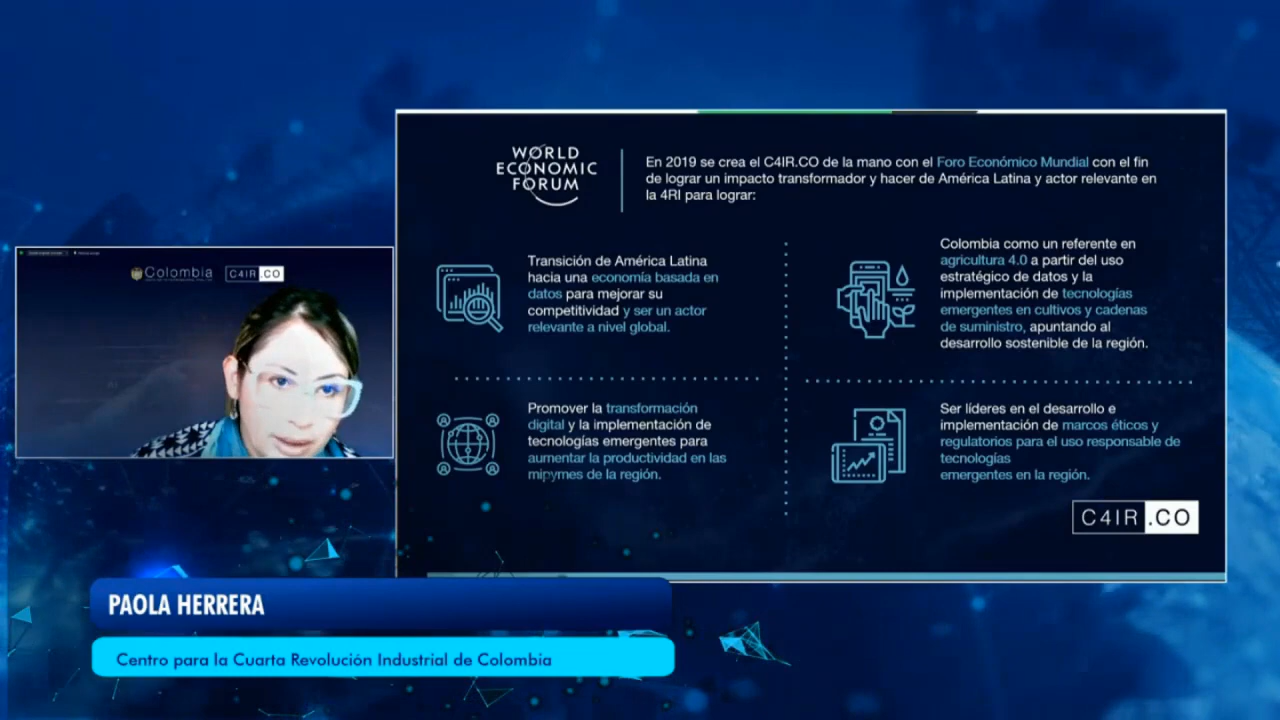 WORLD
ECONOMIC
FORUM
En 2019 se crea el C4IR.CO de la mano con el Foro Económico Mundial con el fin
de lograr un impacto transformador y hacer de América Latina y actor relevante en
la 4RI para lograr:
Transición de América Latina
hacia una economía basada en
datos para mejorar su
competitividad y ser un actor
relevante a nivel global.
Colombia como un referente en
agricultura 4.0 a partir del uso
estratégico de datos y la
implementación de tecnologías
emergentes en cultivos y cadenas
de suministro, apuntando al
desarrollo sostenible de la región.
Promover la transformación
digital y la implementación de
tecnologías emergentes para
aumentar la productividad en las
mipymes de la región.
Ser líderes en el desarrollo e
implementación de marcos éticos y
regulatorios para el uso responsable de
tecnologías
emergentes en la región.
C4IR.CO
Colombia C4IR.CO
PAOLA HERRERA
Centro para la Cuarta Revolución Industrial de Colombia